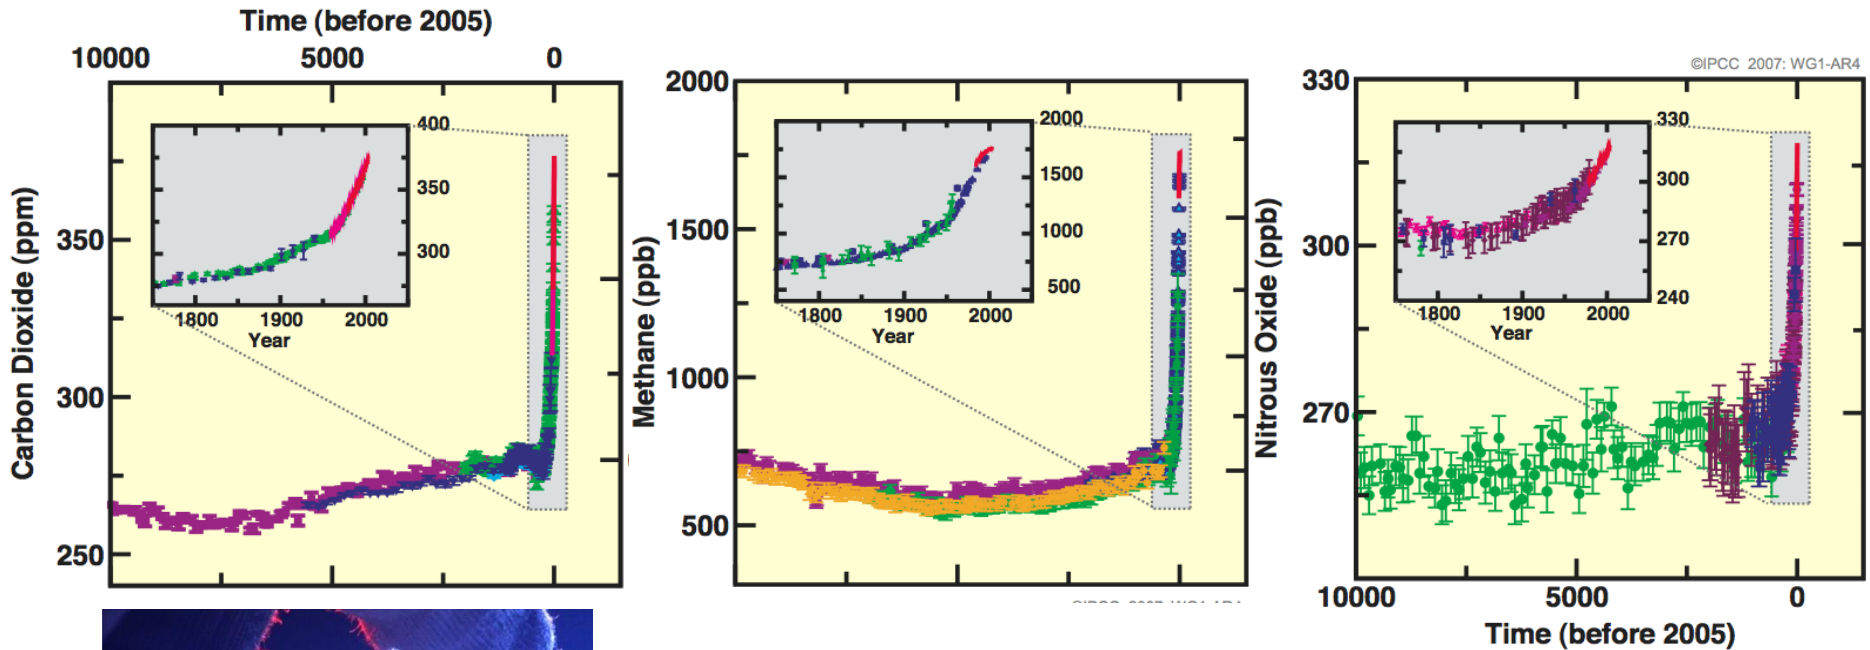 Time (before 2005)
10000 5000 0
Carbon Dioxide (ppm)
350
300
250
400
350
300
1800 1900 2000
Year
Methane (ppb)
2000
1500
1000
500
2000
1500
1000
500
1800 1900 2000
Year
©IPCC 2007: WG1-AR4
Nitrous Oxide (ppb)
330
300
270
330
300
270
240
1800 1900 2000
Year
10000 5000 0
Time (before 2005)